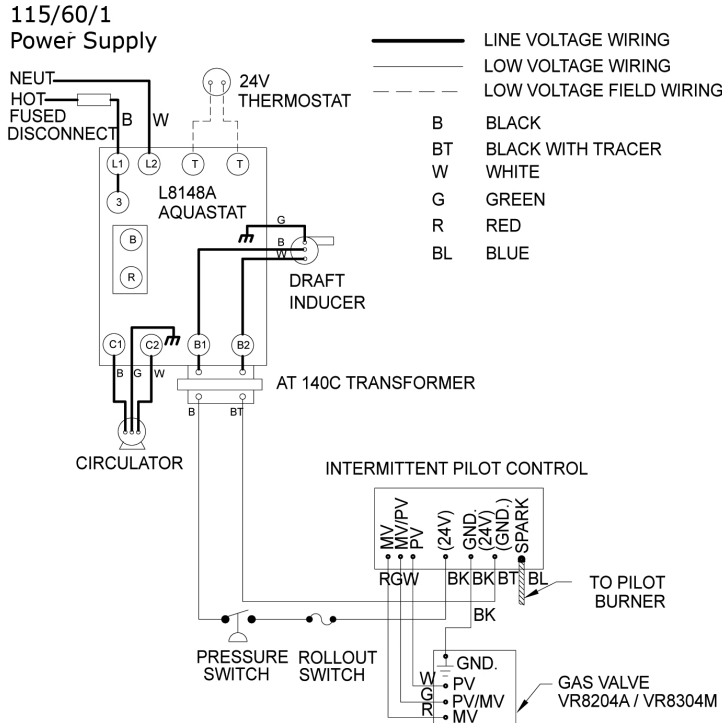 115/60/1
Power Supply
NEUT
HOT
FUSED
DISCONNECT
B
W
24V
THERMOSTAT
LINE VOLTAGE WIRING
LOW VOLTAGE WIRING
LOW VOLTAGE FIELD WIRING
B BLACK
BT BLACK WITH TRACER
W WHITE
G GREEN
R RED
BL BLUE
L1 L2 T T
3
L8148A
AQUASTAT
B
R
G
B
W
DRAFT
INDUCER
C1 C2 B1 B2
B G W
AT 140C TRANSFORMER
B BT
CIRCULATOR
INTERMITTENT PILOT CONTROL
MV
MV/PV
PV
(24V)
GND.
(24V)
(GND.)
SPARK
R G W BK BK BT BL
TO PILOT
BURNER
BK
PRESSURE
SWITCH
ROLLOUT
SWITCH
GND.
W PV
G PV/MV
R MV
GAS VALVE
VR8204A / VR8304M